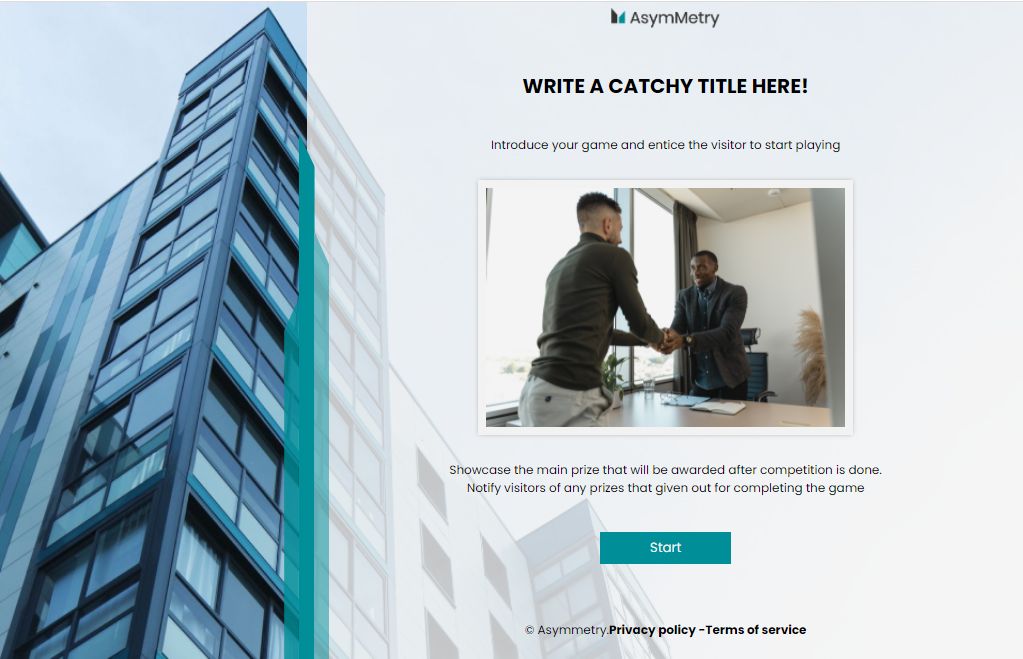 AsymMetry
WRITE A CATCHY TITLE HERE!
Introduce your game and entice the visitor to start playing
Showcase the main prize that will be awarded after competition is done.
Notify visitors of any prizes that given out for completing the game
Start
© Asymmetry.Privacy policy -Terms of service